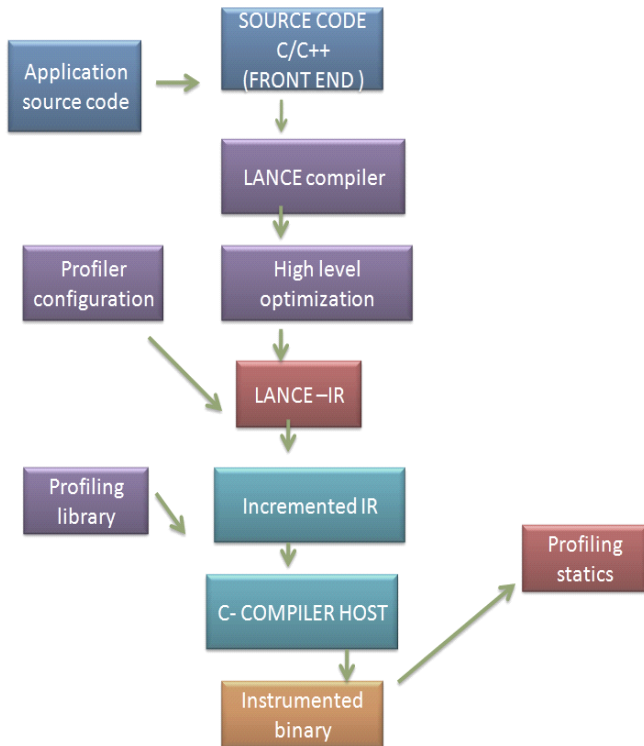 SOURCE CODE
C/C++
(FRONT END )
Application
source code
LANCE compiler
Profiler
configuration
High level
optimization
LANCE –IR
Profiling
library
Incremented IR
Profiling
statics
C- COMPILER HOST
Instrumented
binary